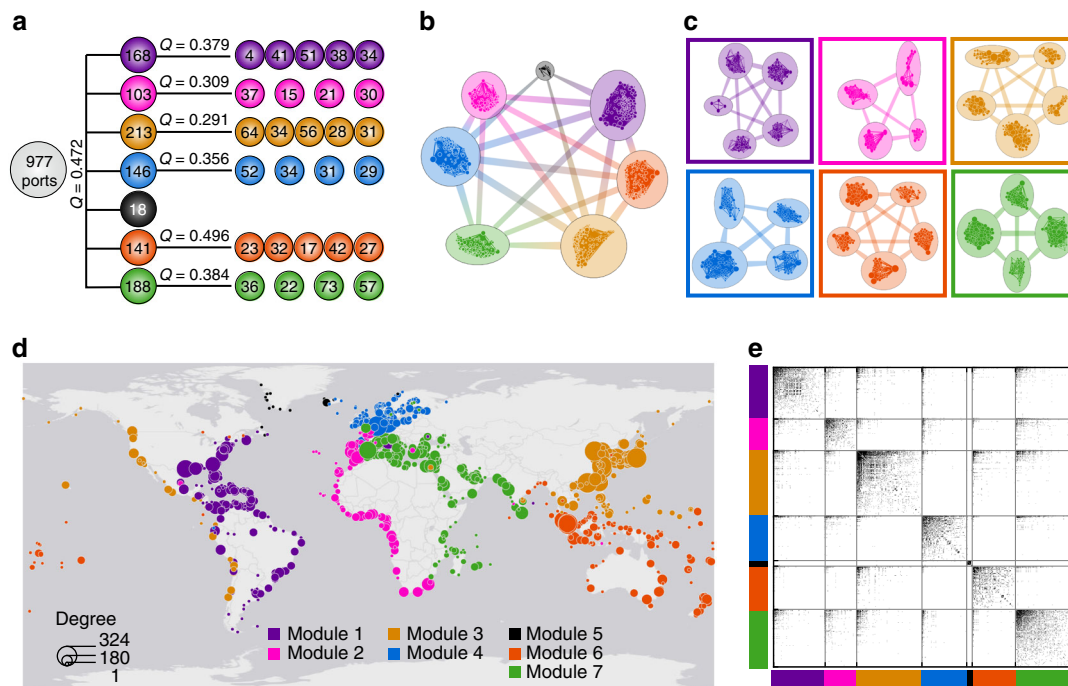 a
168 Q = 0.379 4 41 51 38 34
103 Q = 0.309 37 15 21 30
213 Q = 0.291 64 34 56 28 31
977 ports
Q = 0.472
146 Q = 0.356 52 34 31 29
18
141 Q = 0.496 23 32 17 42 27
188 Q = 0.384 36 22 73 57
b
c
d
Degree
324
180
1
Module 1
Module 2
Module 3
Module 4
Module 5
Module 6
Module 7
e